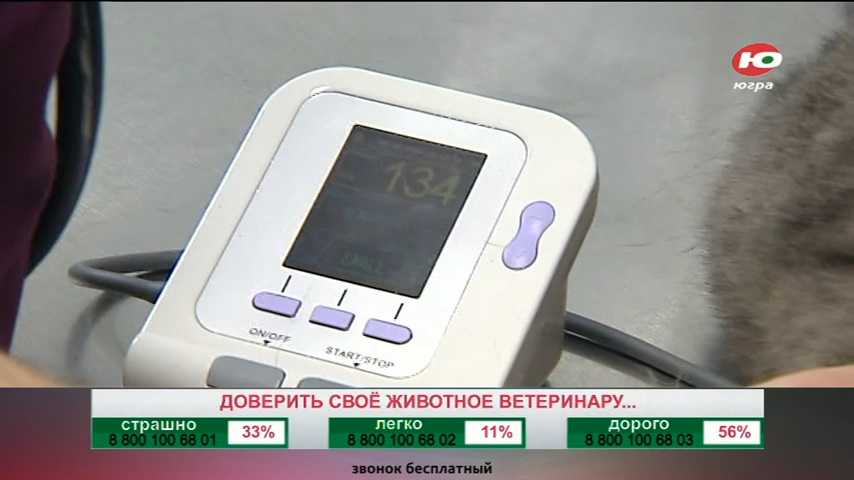 Ю
югра
134
ON/OFF
START/STOP
ДОВЕРИТЬ СВОЁ ЖИВОТНОЕ ВЕТЕРИНАРУ...
страшно
8 800 100 68 01
33%
легко
8 800 100 68 02
11%
дорого
8 800 100 68 03
56%
звонок бесплатный